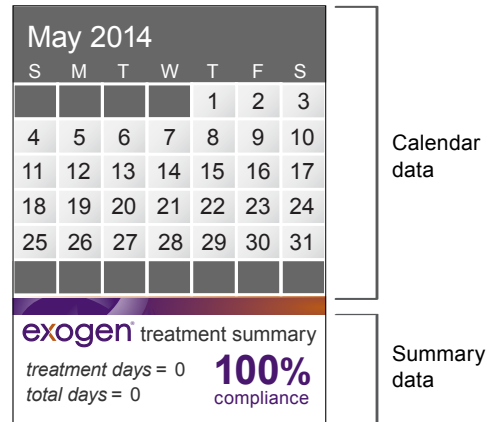 May 2014
S M T W T F S
1 2 3
4 5 6 7 8 9 10
11 12 13 14 15 16 17
18 19 20 21 22 23 24
25 26 27 28 29 30 31
Calendar
data
exogen® treatment summary
treatment days = 0
total days = 0
100%
compliance
Summary
data